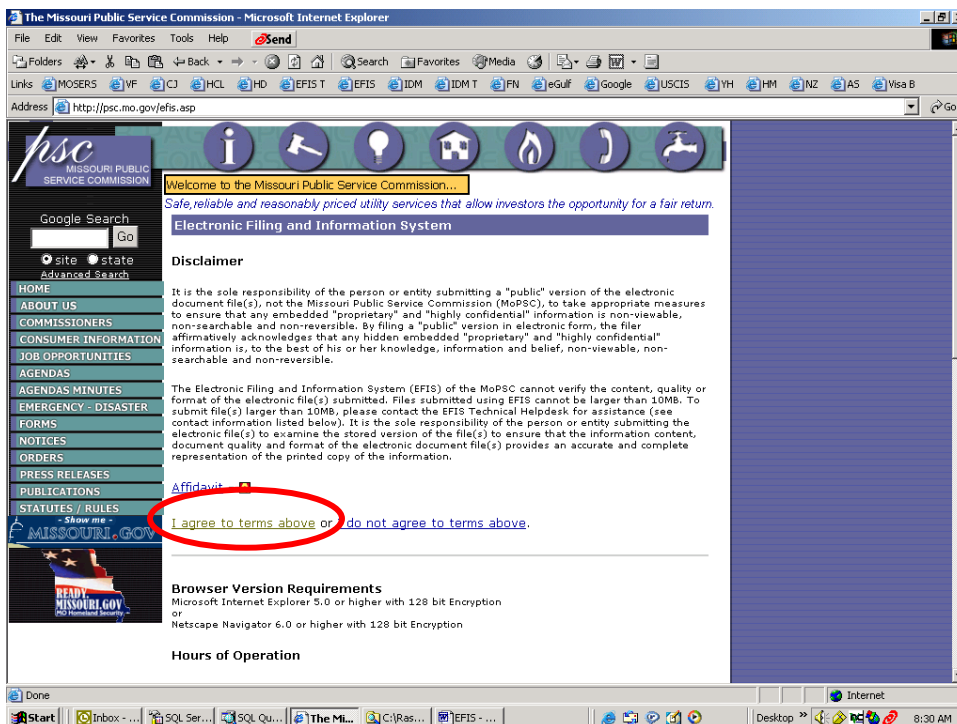 The Missouri Public Service Commission - Microsoft Internet Explorer
File Edit View Favorites Tools Help Send
Folders Back Search Favorites Media
Links MOSERS VF CJ HCL HD EFIS T EFIS IDM IDM T FN eGulf Google USCIS YH HM NZ AS Visa B
Address http://psc.mo.gov/efis.asp Go
psc
MISSOURI PUBLIC
SERVICE COMMISSION
Welcome to the Missouri Public Service Commission...
Safe, reliable and reasonably priced utility services that allow investors the opportunity for a fair return.
Google Search
Go
site state
Advanced Search
HOME
ABOUT US
COMMISSIONERS
CONSUMER INFORMATION
JOB OPPORTUNITIES
AGENDAS
AGENDAS MINUTES
EMERGENCY - DISASTER
FORMS
NOTICES
ORDERS
PRESS RELEASES
PUBLICATIONS
STATUTES / RULES
- Show me -
MISSOURI.GOV
READY.
MISSOURI.GOV
MO Homeland Security
Electronic Filing and Information System
Disclaimer
It is the sole responsibility of the person or entity submitting a "public" version of the electronic
document file(s), not the Missouri Public Service Commission (MoPSC), to take appropriate measures
to ensure that any embedded "proprietary" and "highly confidential" information is non-viewable,
non-searchable and non-reversible. By filing a "public" version in electronic form, the filer
affirmatively acknowledges that any hidden embedded "proprietary" and "highly confidential"
information is, to the best of his or her knowledge, information and belief, non-viewable, non-
searchable and non-reversible.
The Electronic Filing and Information System (EFIS) of the MoPSC cannot verify the content, quality or
format of the electronic file(s) submitted. Files submitted using EFIS cannot be larger than 10MB. To
submit file(s) larger than 10MB, please contact the EFIS Technical Helpdesk for assistance (see
contact information listed below). It is the sole responsibility of the person or entity submitting the
electronic file(s) to examine the stored version of the file(s) to ensure that the information content,
document quality and format of the electronic document file(s) provides an accurate and complete
representation of the printed copy of the information.
Affidavit -
I agree to terms above or I do not agree to terms above.
Browser Version Requirements
Microsoft Internet Explorer 5.0 or higher with 128 bit Encryption
or
Netscape Navigator 6.0 or higher with 128 bit Encryption
Hours of Operation
Done Internet
Start Inbox - ... SQL Ser... SQL Qu... The Mi... C:\Ras... EFIS - ... Desktop » 8:30 AM